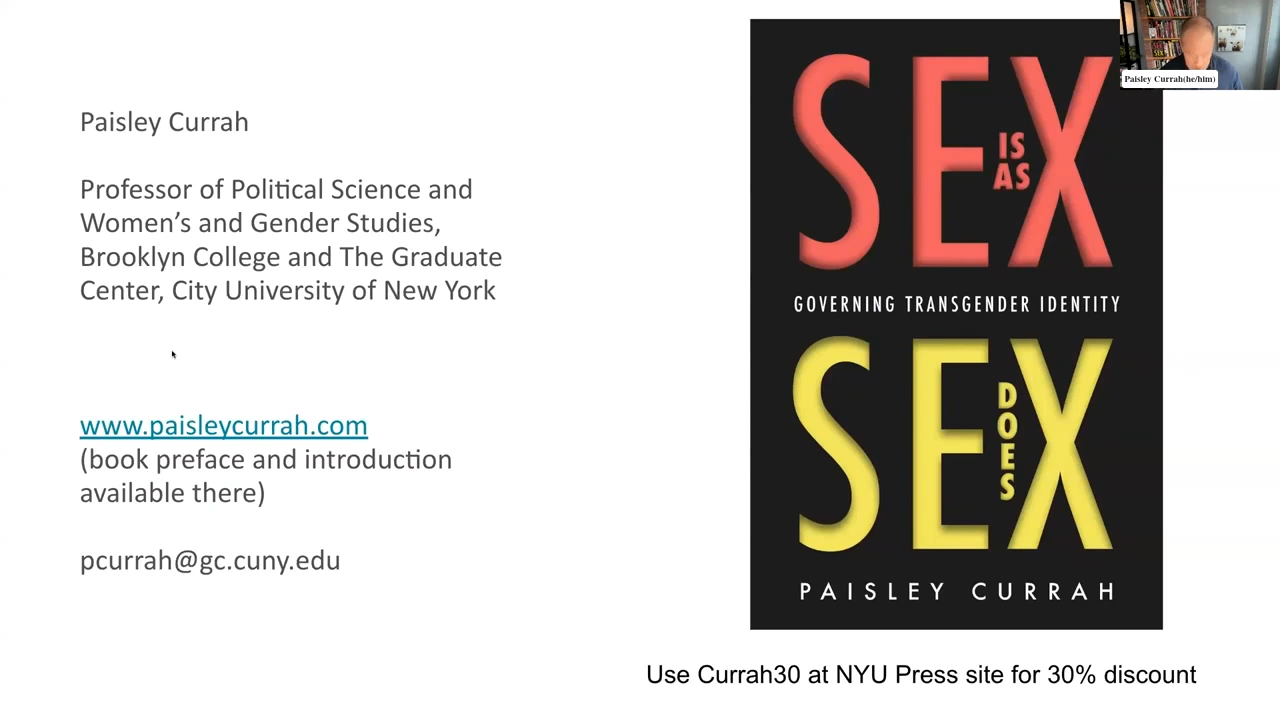 Paisley Currah
Professor of Political Science and
Women's and Gender Studies,
Brooklyn College and The Graduate
Center, City University of New York
www.paisleycurrah.com
(book preface and introduction
available there)
pcurrah@gc.cuny.edu
SEX
IS
AS
GOVERNING TRANSGENDER IDENTITY
SEX
DOES
PAISLEY CURRAH
Use Currah30 at NYU Press site for 30% discount
Paisley Currah(he/him)